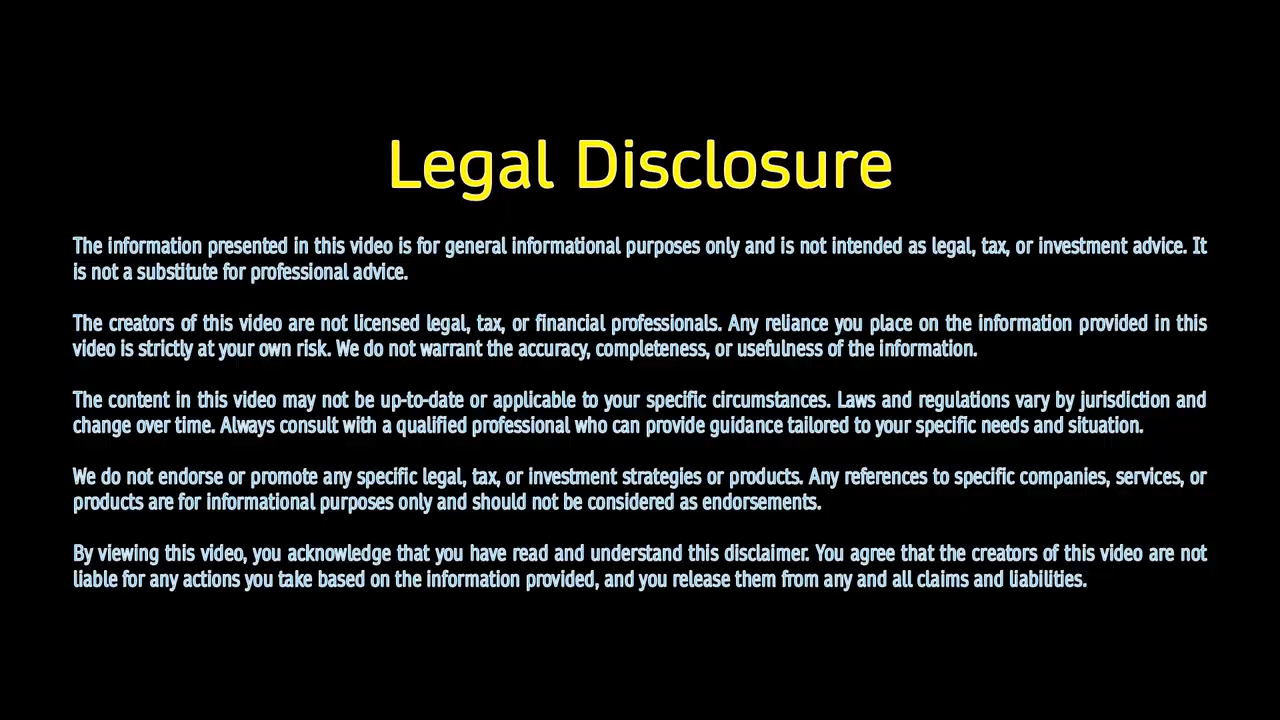 Legal Disclosure
The information presented in this video is for general informational purposes only and is not intended as legal, tax, or investment advice. It
is not a substitute for professional advice.
The creators of this video are not licensed legal, tax, or financial professionals. Any reliance you place on the information provided in this
video is strictly at your own risk. We do not warrant the accuracy, completeness, or usefulness of the information.
The content in this video may not be up-to-date or applicable to your specific circumstances. Laws and regulations vary by jurisdiction and
change over time. Always consult with a qualified professional who can provide guidance tailored to your specific needs and situation.
We do not endorse or promote any specific legal, tax, or investment strategies or products. Any references to specific companies, services, or
products are for informational purposes only and should not be considered as endorsements.
By viewing this video, you acknowledge that you have read and understand this disclaimer. You agree that the creators of this video are not
liable for any actions you take based on the information provided, and you release them from any and all claims and liabilities.